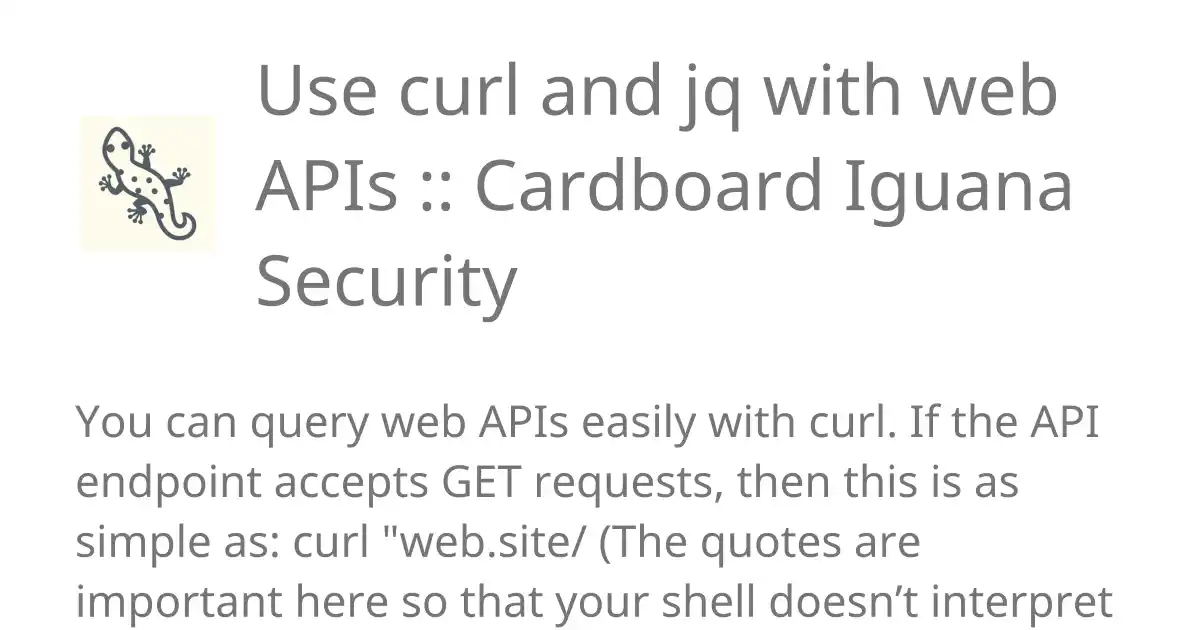 Use curl and jq with web
APIs :: Cardboard Iguana
Security
You can query web APIs easily with curl. If the API
endpoint accepts GET requests, then this is as
simple as: curl "web.site/ (The quotes are
important here so that your shell doesn’t interpret